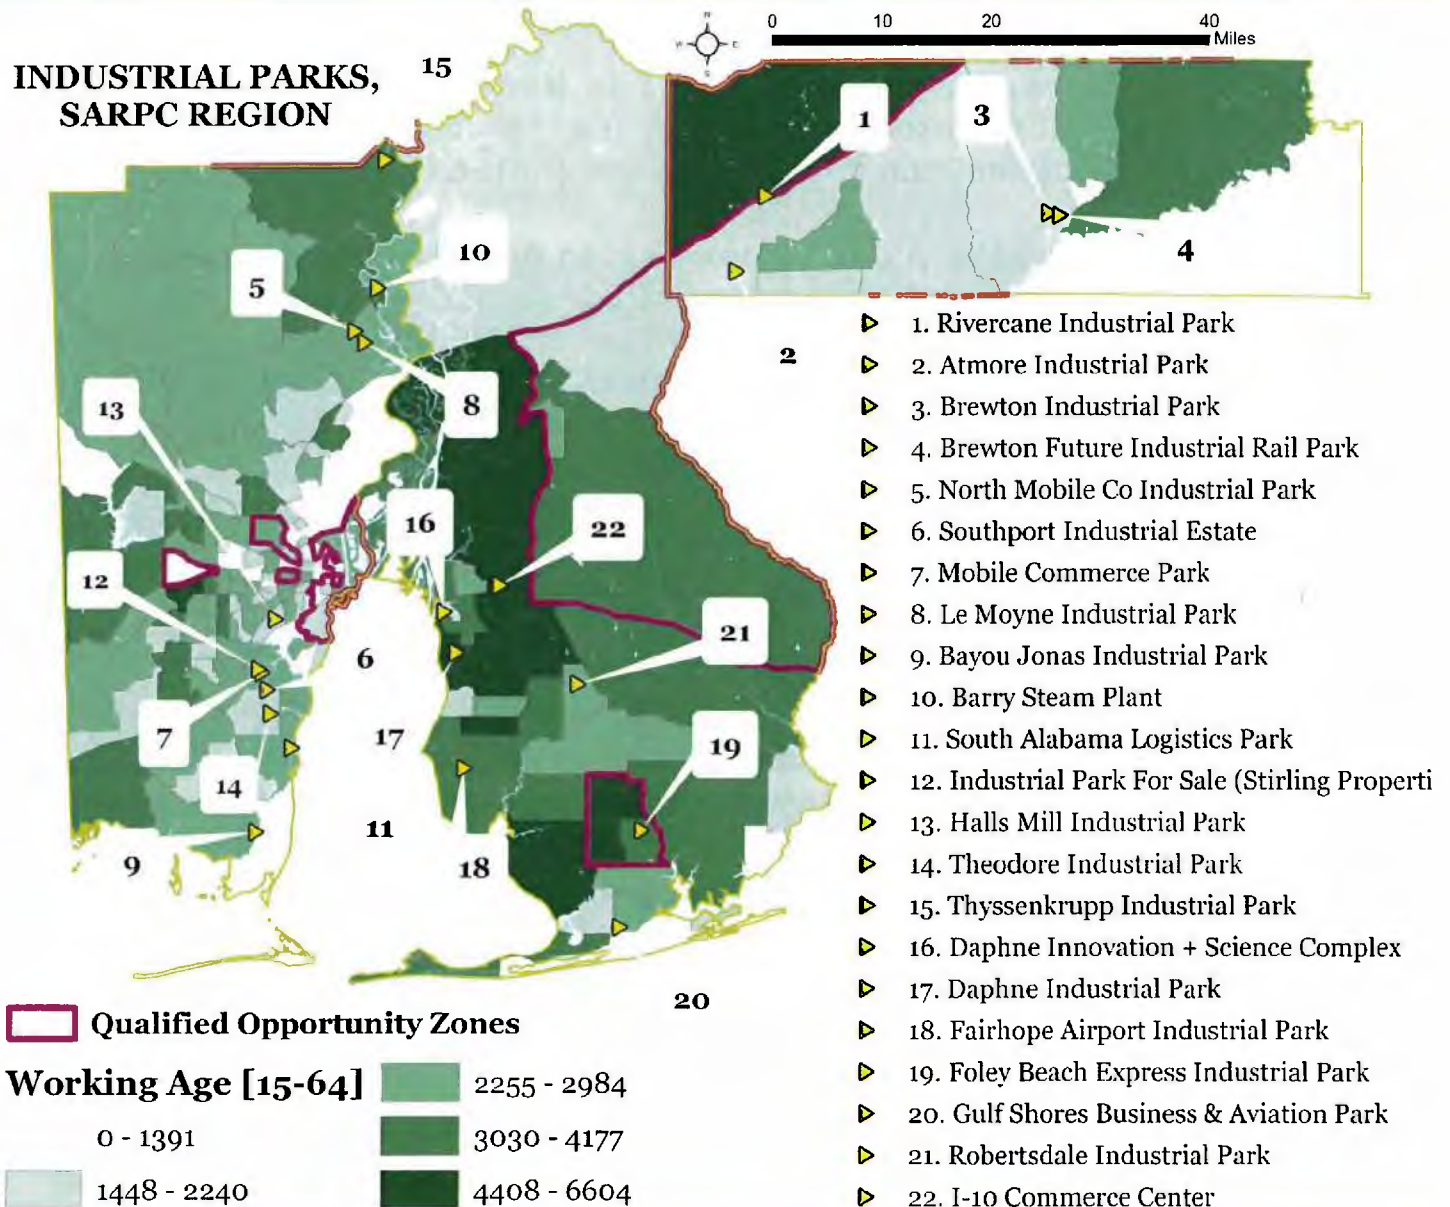 INDUSTRIAL PARKS,
SARPC REGION
N
W
E
S
0 10 20 40
Miles
15
1
3
4
10
5
2
8
13
16
22
12
21
6
7
17
19
14
11
9
18
20
1. Rivercane Industrial Park
2. Atmore Industrial Park
3. Brewton Industrial Park
4. Brewton Future Industrial Rail Park
5. North Mobile Co Industrial Park
6. Southport Industrial Estate
7. Mobile Commerce Park
8. Le Moyne Industrial Park
9. Bayou Jonas Industrial Park
10. Barry Steam Plant
11. South Alabama Logistics Park
12. Industrial Park For Sale (Stirling Properti
13. Halls Mill Industrial Park
14. Theodore Industrial Park
15. Thyssenkrupp Industrial Park
16. Daphne Innovation + Science Complex
17. Daphne Industrial Park
18. Fairhope Airport Industrial Park
19. Foley Beach Express Industrial Park
20. Gulf Shores Business & Aviation Park
21. Robertsdale Industrial Park
22. I-10 Commerce Center
Qualified Opportunity Zones
Working Age [15-64]
0 - 1391
1448 - 2240
2255 - 2984
3030 - 4177
4408 - 6604